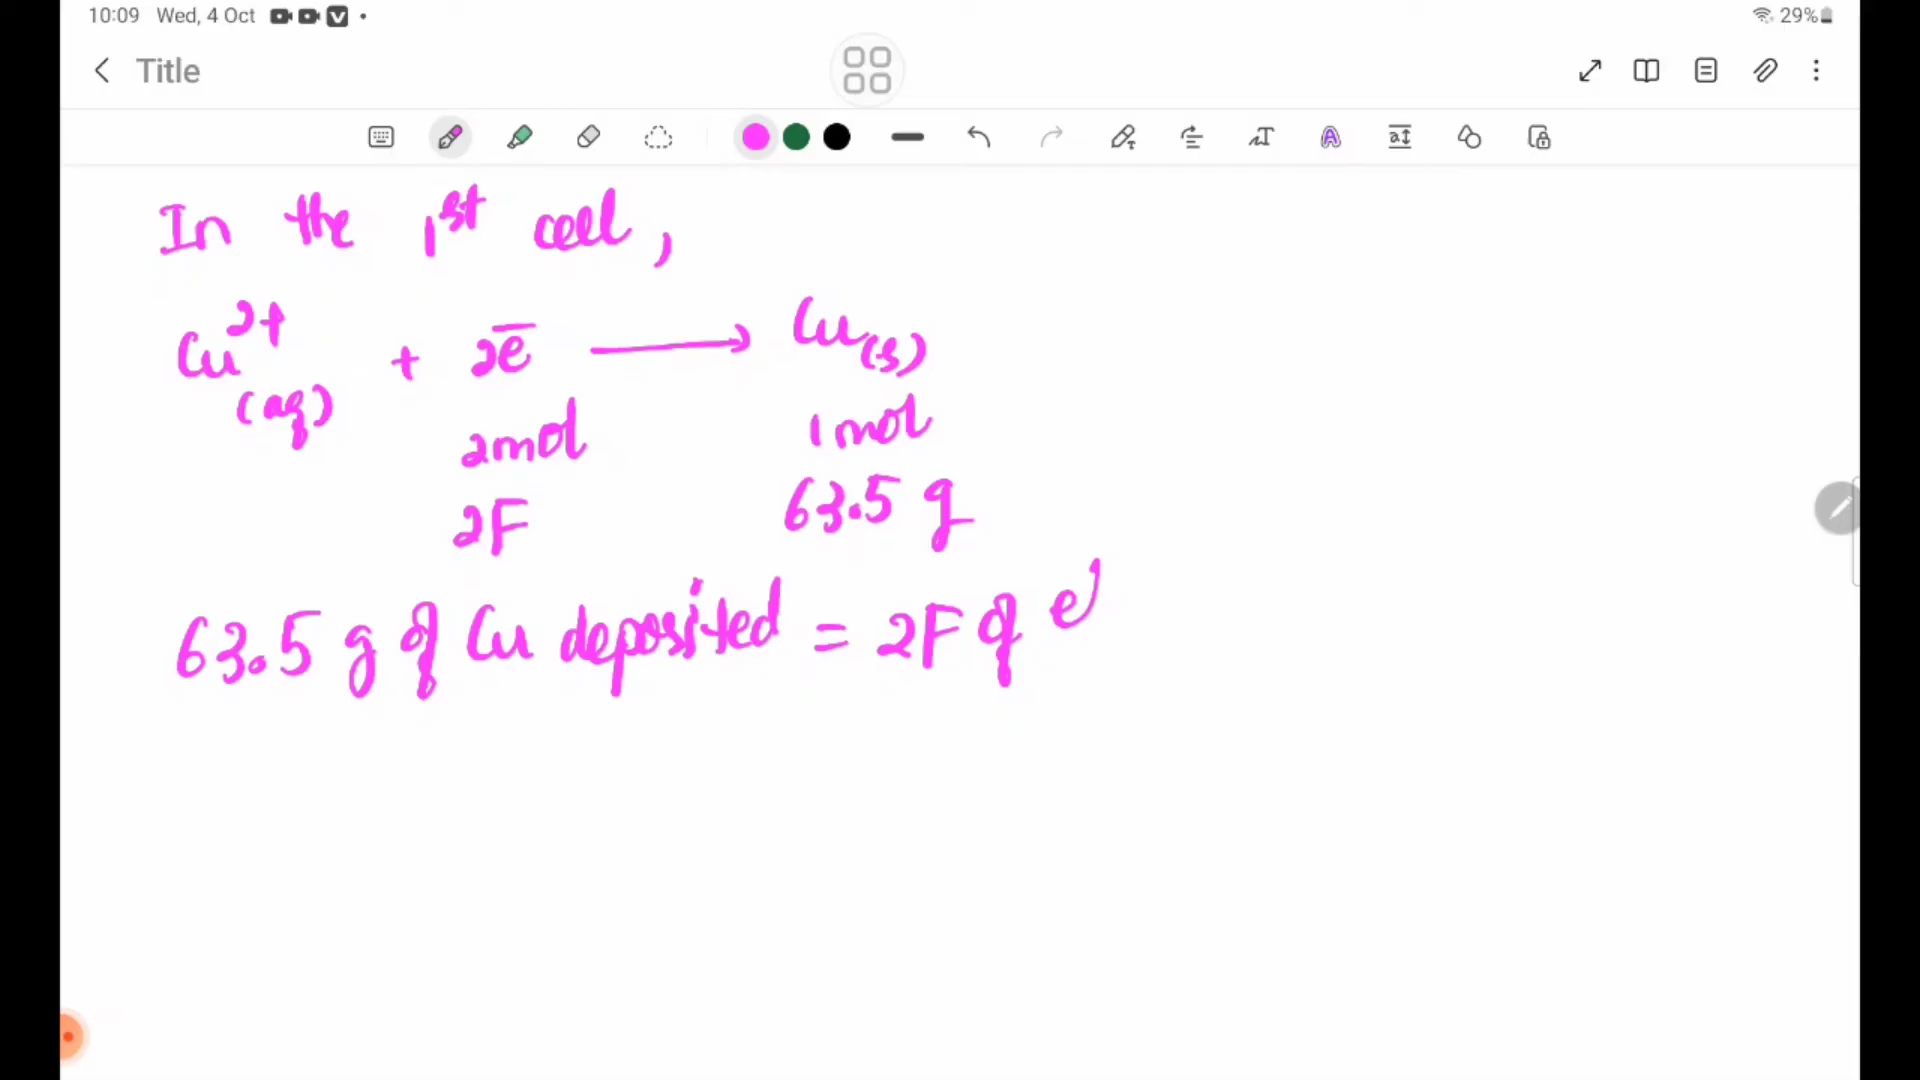 10:09 Wed, 4 Oct 29%
Title
In the 1st cell,
Cu²⁺(aq) + 2e̅ ⟶ Cu(s)
2mol 1mol
2F 63.5 g
63.5 g of Cu deposited = 2F of el